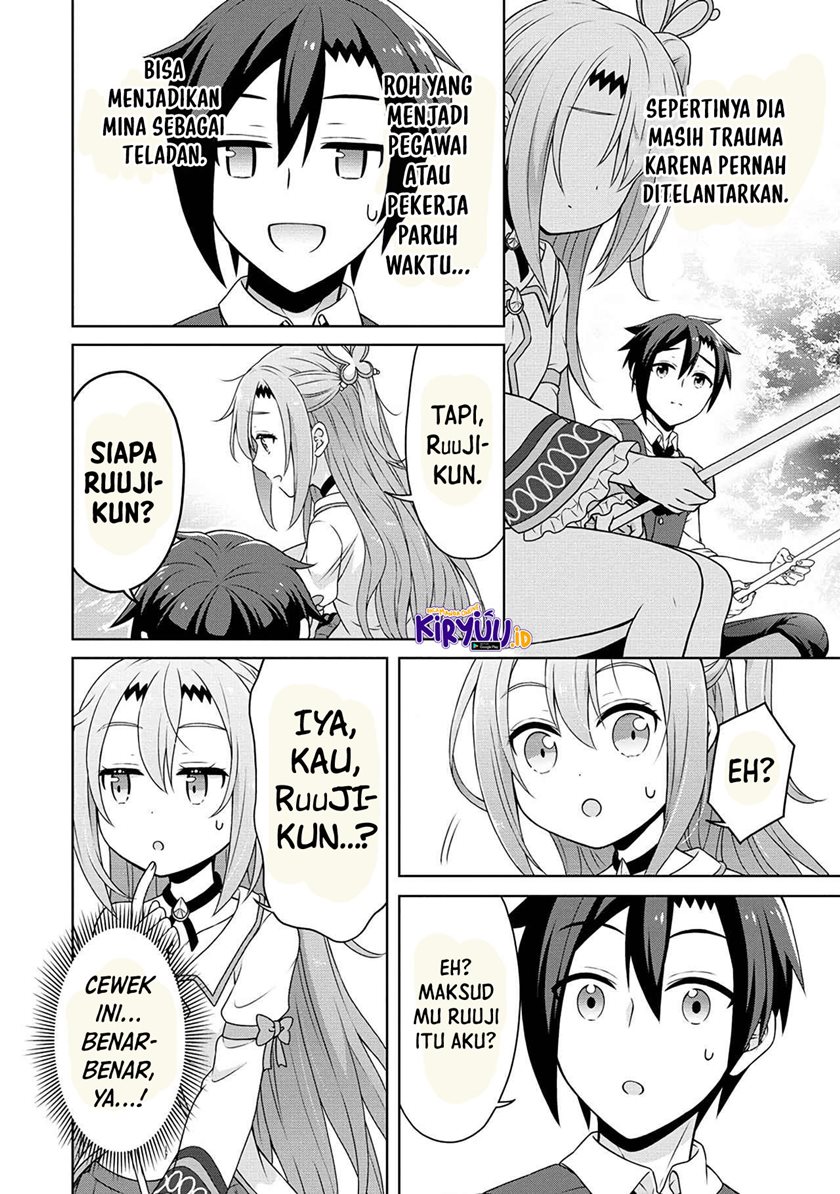 SEPERTINYA DIA
MASIH TRAUMA
KARENA PERNAH
DITELANTARKAN.
ROH YANG
MENJADI
PEGAWAI
ATAU
PEKERJA
PARUH
WAKTU...
BISA
MENJADIKAN
MINA SEBAGAI
TELADAN.
TAPI,
RUUJI-
KUN.
SIAPA
RUUJI-
KUN?
KIRYUU.ID
EH?
IYA,
KAU,
RUUJI-
KUN...?
EH?
MAKSUD
MU RUUJI
ITU AKU?
CEWEK
INI...
BENAR-
BENAR,
YA...!